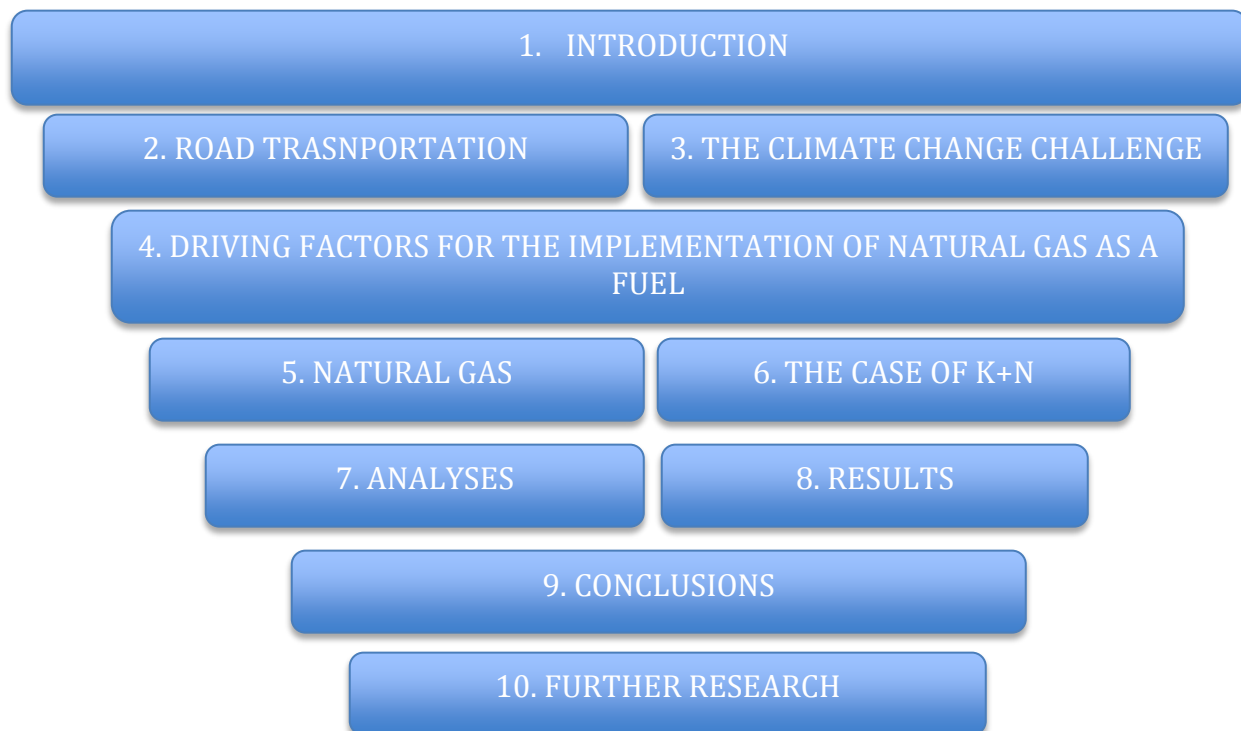 1. INTRODUCTION
2. ROAD TRASNPORTATION
3. THE CLIMATE CHANGE CHALLENGE
4. DRIVING FACTORS FOR THE IMPLEMENTATION OF NATURAL GAS AS A
FUEL
5. NATURAL GAS
6. THE CASE OF K+N
7. ANALYSES
8. RESULTS
9. CONCLUSIONS
10. FURTHER RESEARCH